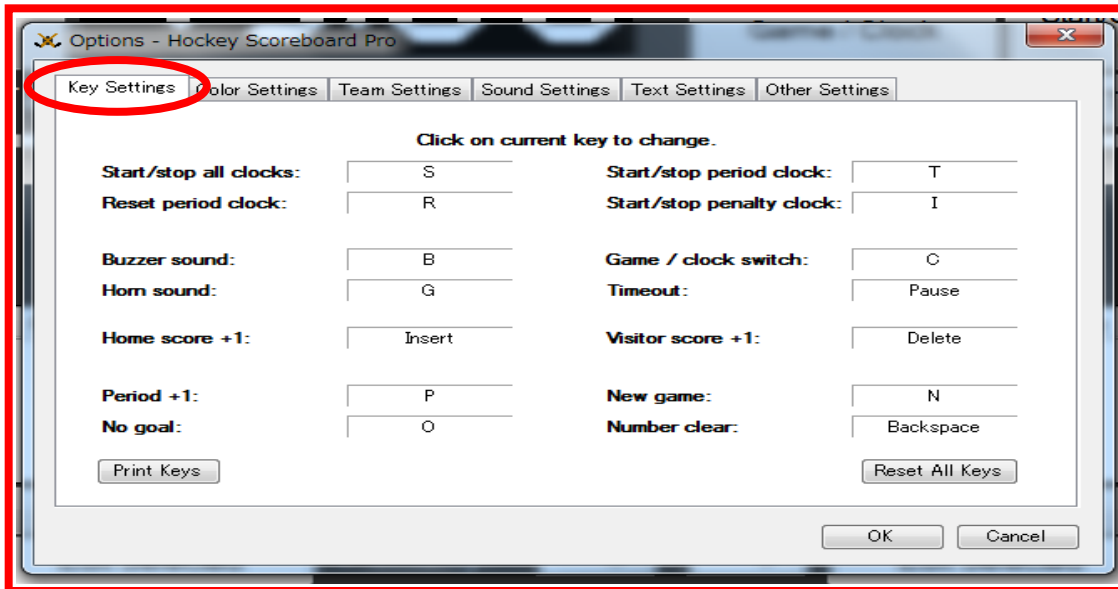 Options - Hockey Scoreboard Pro
Key Settings Color Settings Team Settings Sound Settings Text Settings Other Settings
Click on current key to change.
Start/stop all clocks: S Start/stop period clock: T
Reset period clock: R Start/stop penalty clock: I
Buzzer sound: B Game / clock switch: C
Horn sound: G Timeout: Pause
Home score +1: Insert Visitor score +1: Delete
Period +1: P New game: N
No goal: O Number clear: Backspace
Print Keys Reset All Keys
OK Cancel